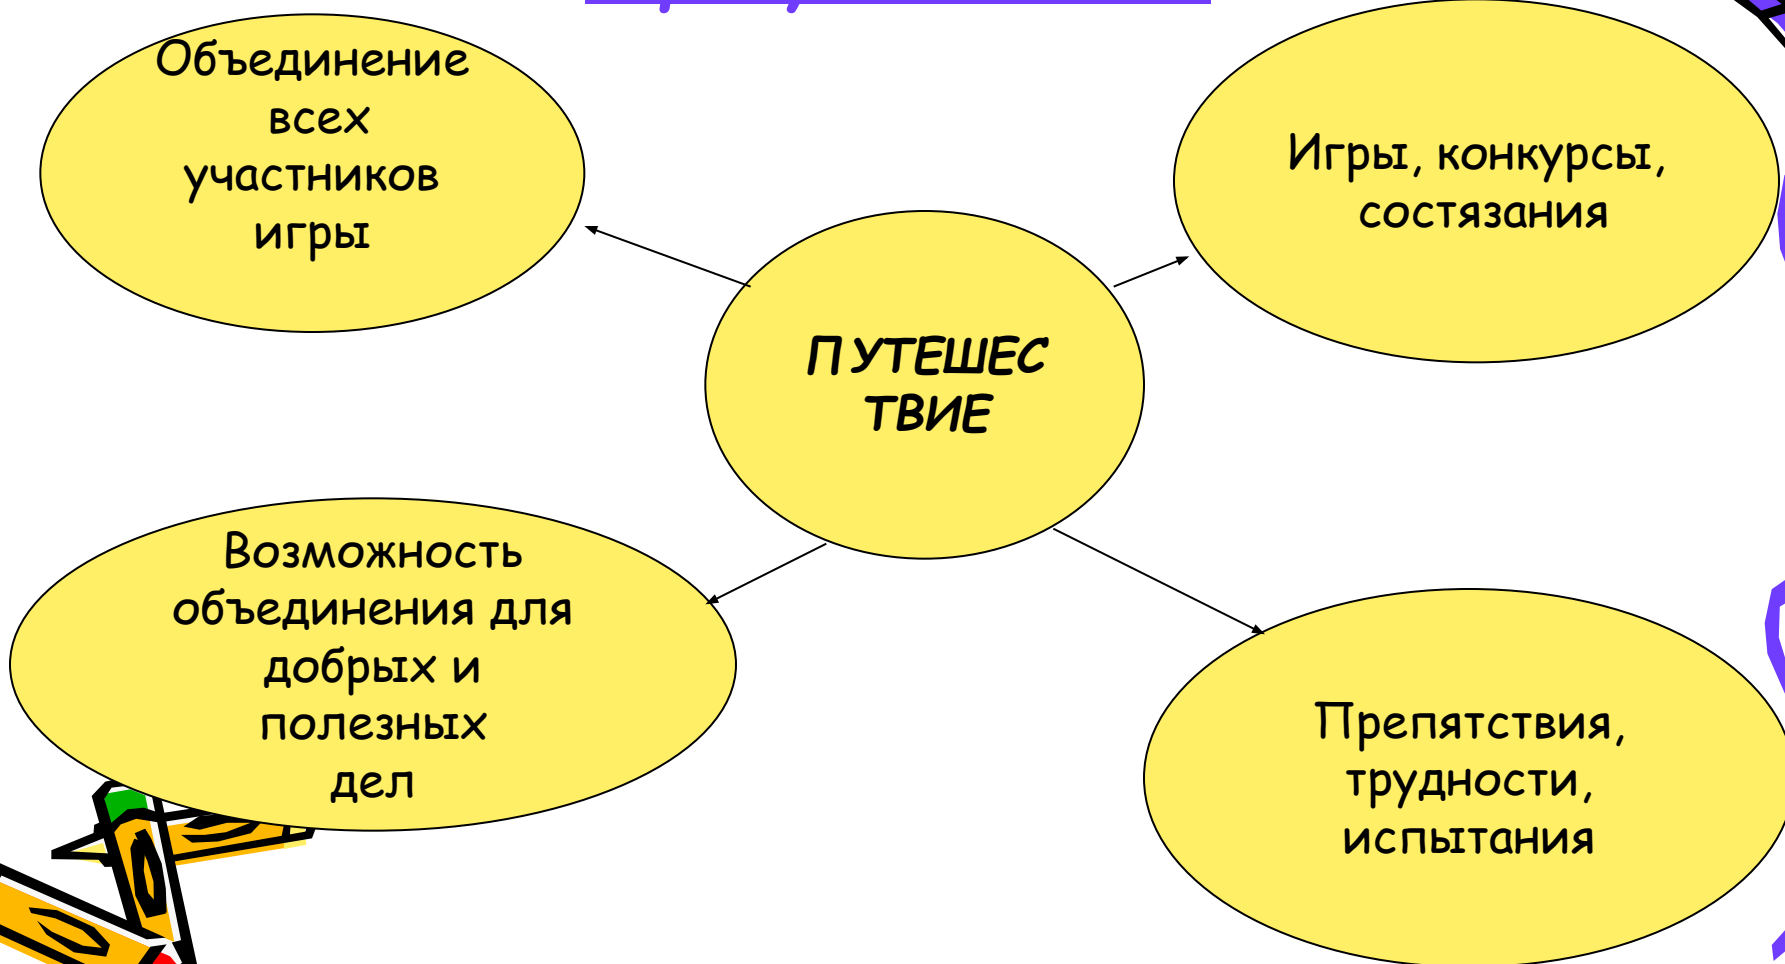 Объединение
всех
участников
игры
Игры, конкурсы,
состязания
ПУТЕШЕС
ТВИЕ
Возможность
объединения для
добрых и
полезных
дел
Препятствия,
трудности,
испытания